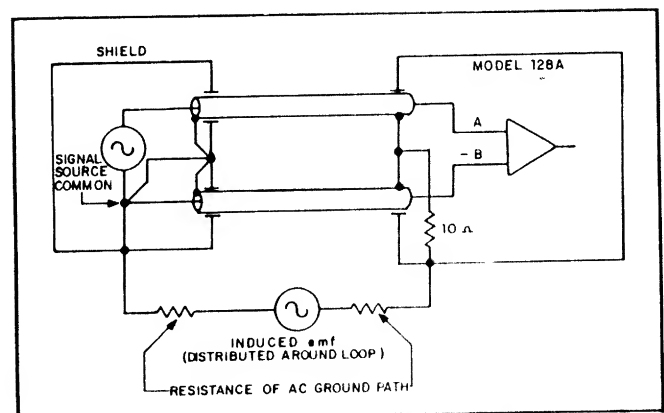 SHIELD
MODEL 128A
A
- B
SIGNAL
SOURCE
COMMON
10 Ω
INDUCED emf
(DISTRIBUTED AROUND LOOP)
RESISTANCE OF AC GROUND PATH